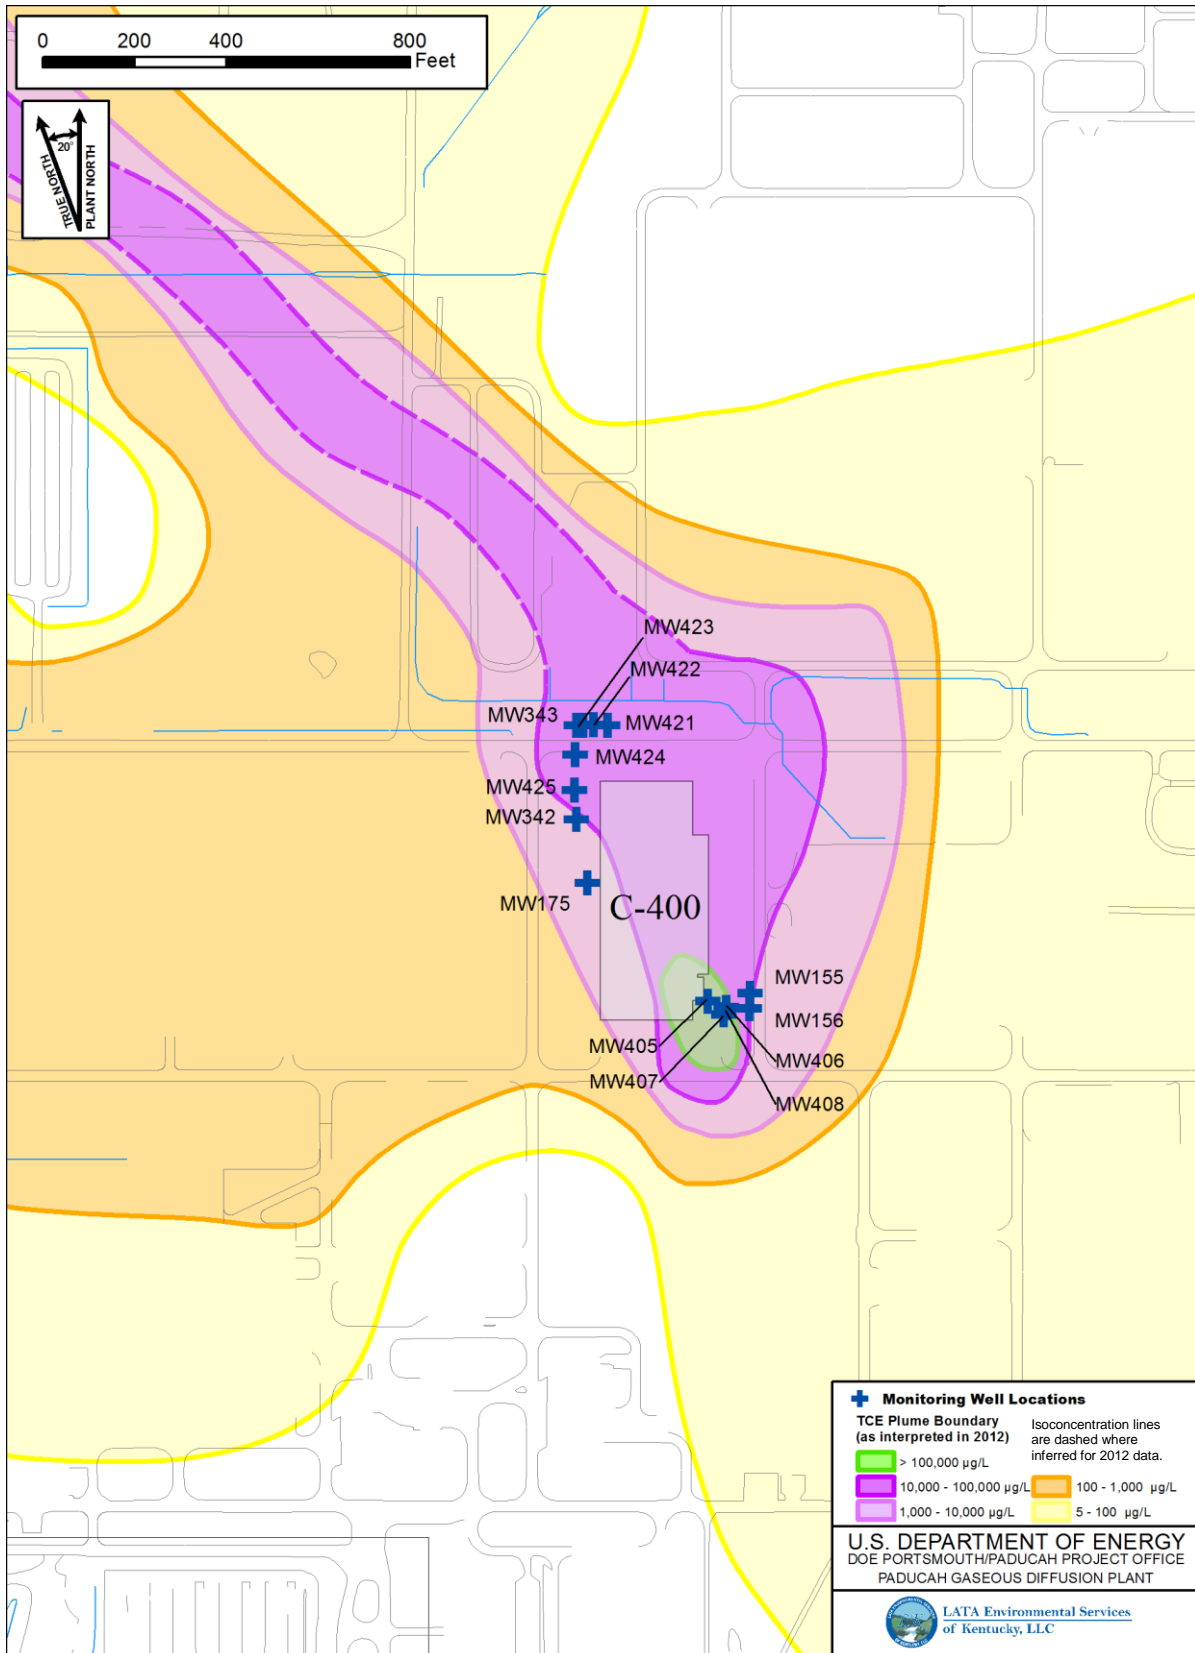 0 200 400 800
Feet
TRUE NORTH
20°
PLANT NORTH
MW423
MW422
MW343
MW421
MW424
MW425
MW342
MW175
C-400
MW155
MW156
MW405
MW406
MW407
MW408
Monitoring Well Locations
TCE Plume Boundary
(as interpreted in 2012)
Isoconcentration lines
are dashed where
inferred for 2012 data.
> 100,000 µg/L
10,000 - 100,000 µg/L
100 - 1,000 µg/L
1,000 - 10,000 µg/L
5 - 100 µg/L
U.S. DEPARTMENT OF ENERGY
DOE PORTSMOUTH/PADUCAH PROJECT OFFICE
PADUCAH GASEOUS DIFFUSION PLANT
LATA Environmental Services
of Kentucky, LLC